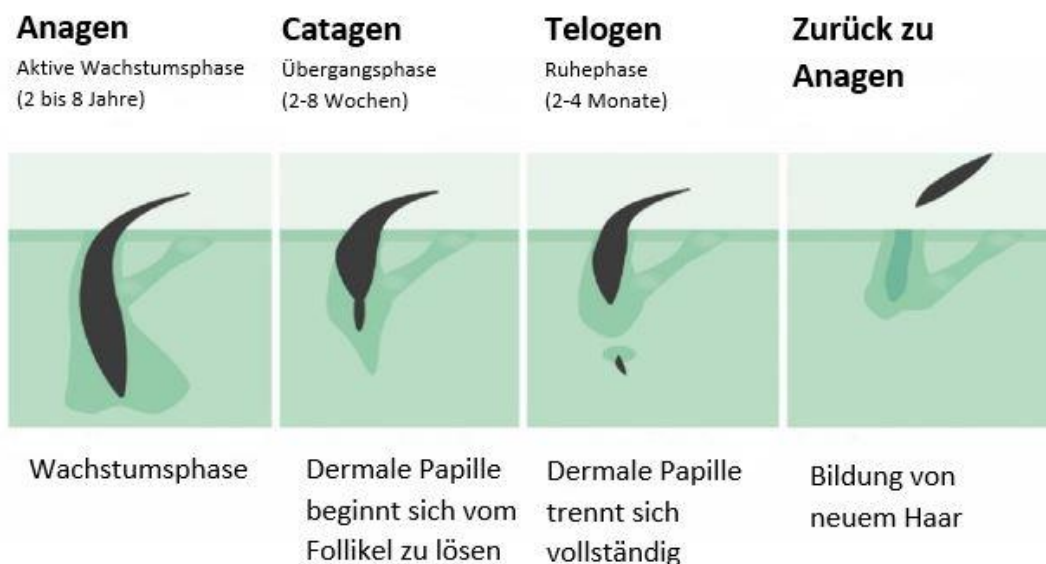 Anagen
Aktive Wachstumsphase
(2 bis 8 Jahre)
Catagen
Übergangsphase
(2-8 Wochen)
Telogen
Ruhephase
(2-4 Monate)
Zurück zu
Anagen
Wachstumsphase
Dermale Papille
beginnt sich vom
Follikel zu lösen
Dermale Papille
trennt sich
vollständig
Bildung von
neuem Haar